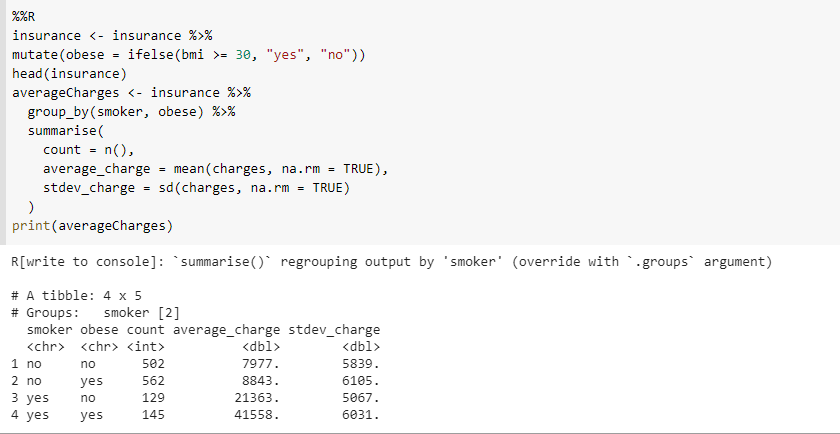 %%R
insurance <- insurance %>%
mutate(obese = ifelse(bmi >= 30, "yes", "no"))
head(insurance)
averageCharges <- insurance %>%
  group_by(smoker, obese) %>%
  summarise(
    count = n(),
    average_charge = mean(charges, na.rm = TRUE),
    stdev_charge = sd(charges, na.rm = TRUE)
  )
print(averageCharges)
R[write to console]: `summarise()` regrouping output by 'smoker' (override with `.groups` argument)
# A tibble: 4 x 5
# Groups:   smoker [2]
  smoker obese count average_charge stdev_charge
  <chr>  <chr> <int>          <dbl>        <dbl>
1 no     no      502          7977.        5839.
2 no     yes     562          8843.        6105.
3 yes    no      129         21363.        5067.
4 yes    yes     145         41558.        6031.